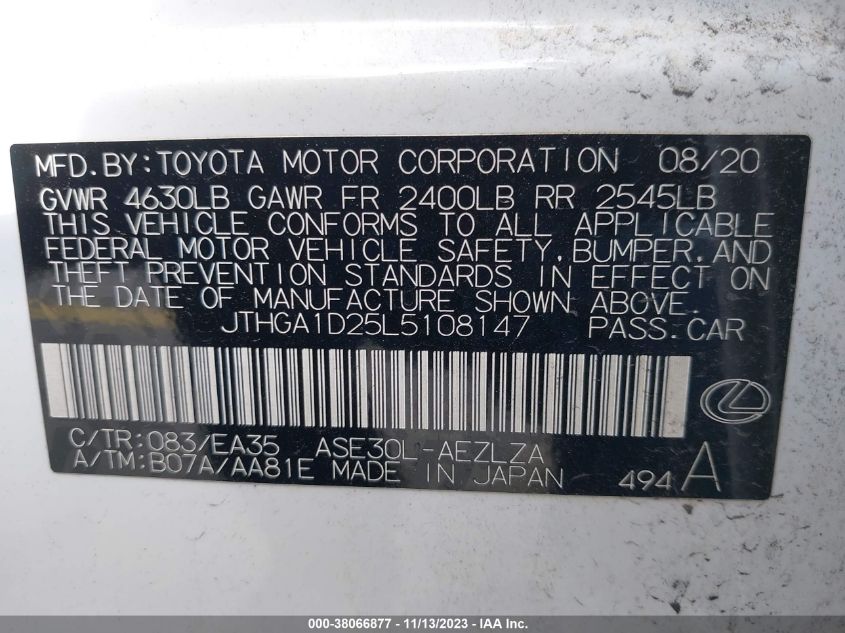 MFD.BY:TOYOTA MOTOR CORPORATION 08/20
GVWR 4630LB GAWR FR 2400LB RR 2545LB
THIS VEHICLE CONFORMS TO ALL APPLICABLE
FEDERAL MOTOR VEHICLE SAFETY,BUMPER,AND
THEFT PREVENTION STANDARDS IN EFFECT ON
THE DATE OF MANUFACTURE SHOWN ABOVE.
JTHGA1D25L5108147 PASS.CAR
C/TR:083/EA35 ASE30L-AEZLZA
A/TM:B07A/AA81E MADE IN JAPAN 494 A
000-38066877 - 11/13/2023 - IAA Inc.